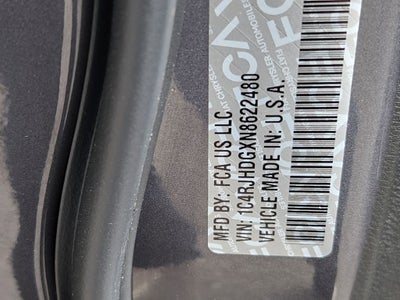 MFD BY: FCA US LLC
VIN: 1C4RJHDGXN8622480
VEHICLE MADE IN: U.S.A.